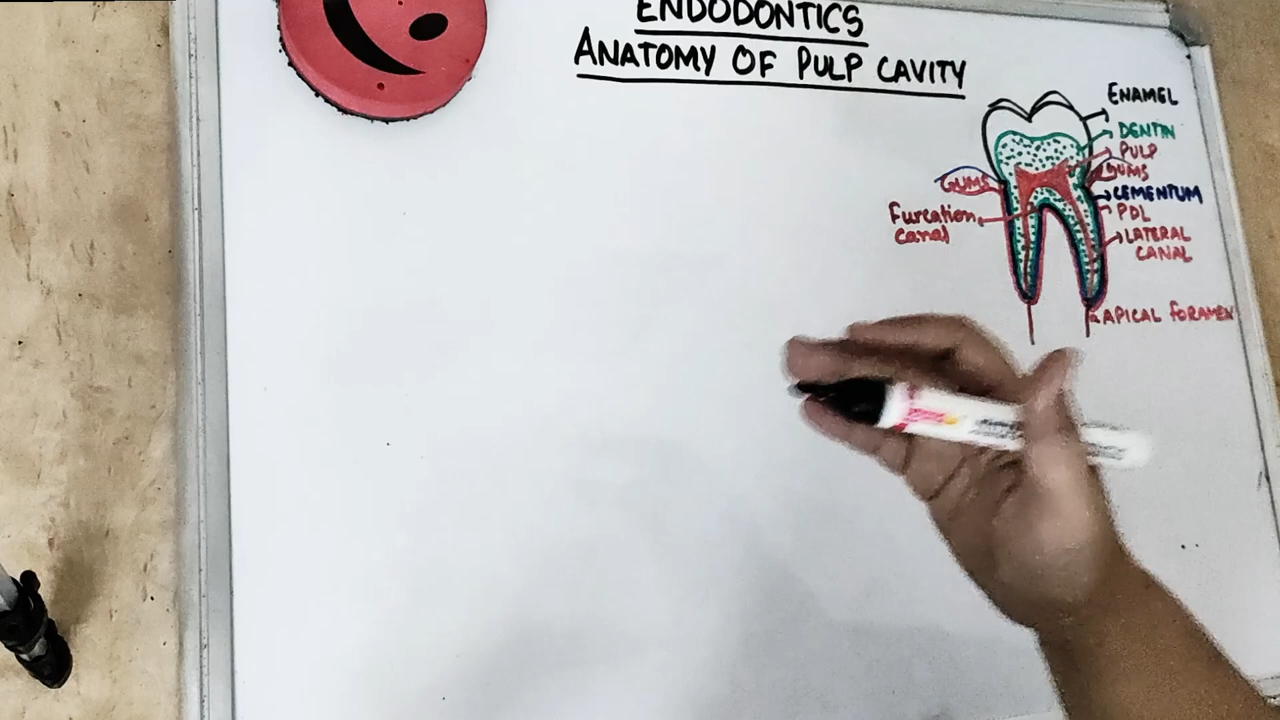 ENDODONTICS
ANATOMY OF PULP CAVITY
ENAMEL
DENTIN
PULP
GUMS
GUMS
CEMENTUM
Furcation
canal
PDL
LATERAL
CANAL
APICAL FORAMEN